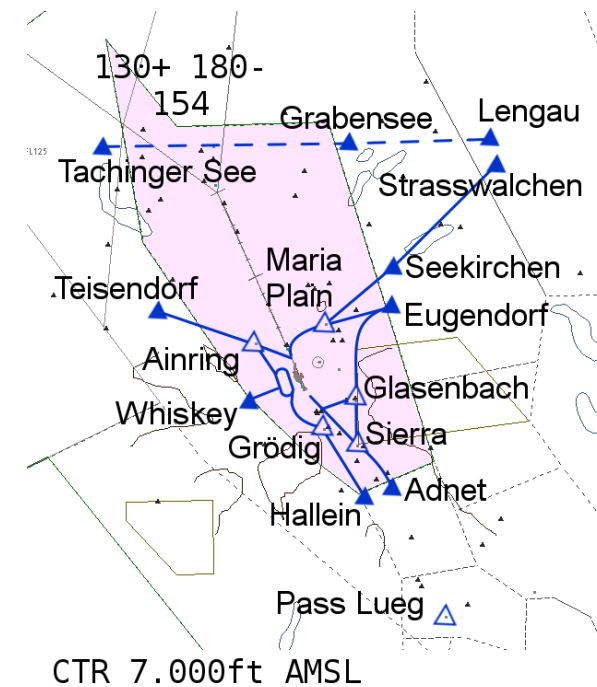 130+ 180-
154
Grabensee
Lengau
FL125
Tachinger See
Strasswalchen
Maria
Plain
Seekirchen
Teisendorf
Eugendorf
Ainring
Glasenbach
Whiskey
Sierra
Grödig
Adnet
Hallein
Pass Lueg
CTR 7.000ft AMSL